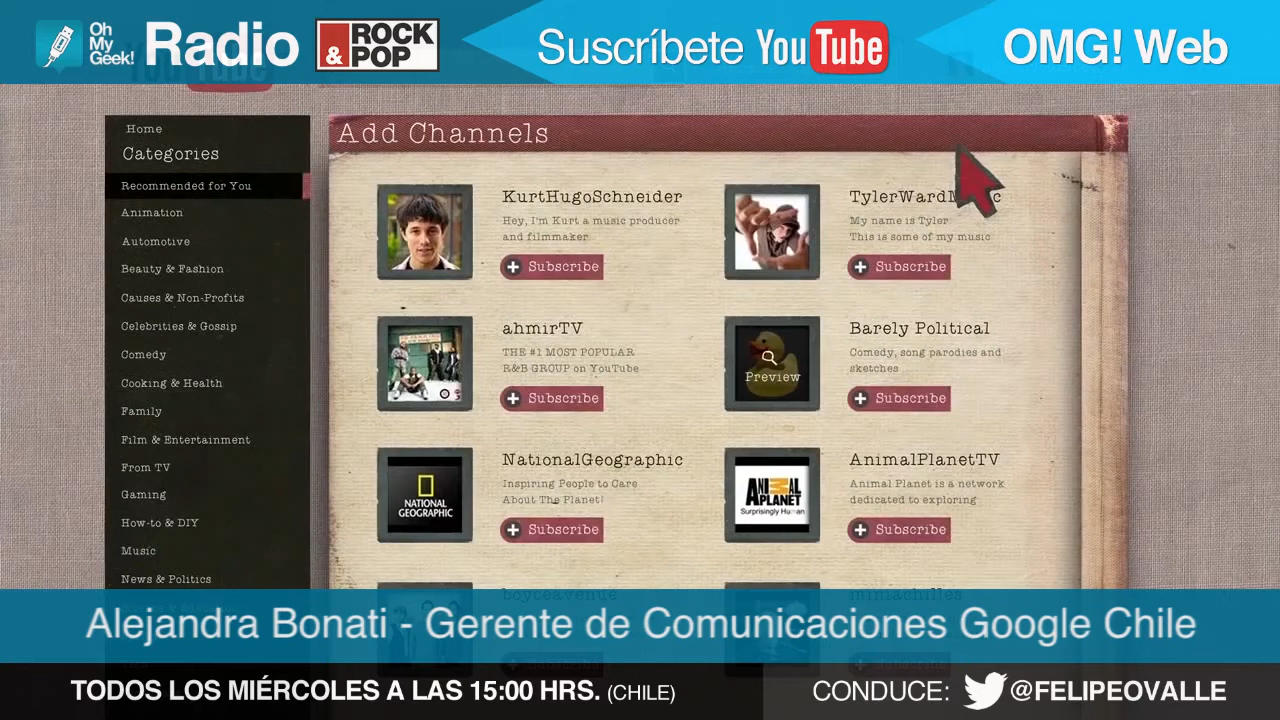 Oh
My
Geek!
Radio
ROCK
& POP
Suscríbete YouTube
OMG! Web
Home
Categories
Recommended for You
Animation
Automotive
Beauty & Fashion
Causes & Non-Profits
Celebrities & Gossip
Comedy
Cooking & Health
Family
Film & Entertainment
From TV
Gaming
How-to & DIY
Music
News & Politics
Add Channels
KurtHugoSchneider
Hey, I'm Kurt a music producer
and filmmaker
Subscribe
TylerWard
My name is Tyler
This is some of my music
Subscribe
ahmirTV
THE #1 MOST POPULAR
R&B GROUP on YouTube
Subscribe
Preview
Barely Political
Comedy, song parodies and
sketches
Subscribe
NATIONAL
GEOGRAPHIC
NationalGeographic
Inspiring People to Care
About The Planet!
Subscribe
ANIMAL
PLANET
Surprisingly Human
AnimalPlanetTV
Animal Planet is a network
dedicated to exploring
Subscribe
boyceavenue
miniachilles
Alejandra Bonati - Gerente de Comunicaciones Google Chile
Subscribe
Subscribe
TODOS LOS MIÉRCOLES A LAS 15:00 HRS. (CHILE)
CONDUCE: @FELIPEOVALLE